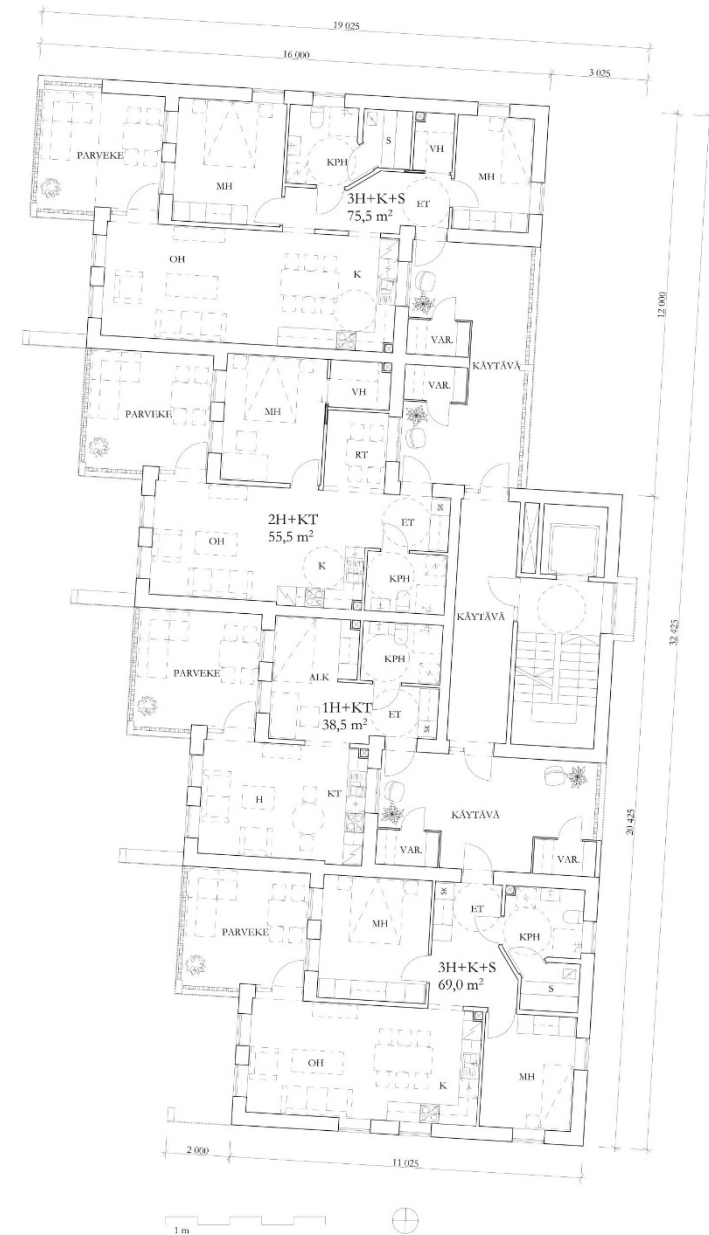 19 025
16 000
3 025
PARVEKE
MH
KPH
S
VH
MH
3H+K+S
75,5 m²
ET
OH
K
12 000
VAR.
KÄYTÄVÄ
VAR.
PARVEKE
MH
VH
RT
2H+KT
55,5 m²
ET
SK
OH
K
KPH
KÄYTÄVÄ
32 425
PARVEKE
ALK
KPH
1H+KT
38,5 m²
ET
SK
H
KT
KÄYTÄVÄ
20 425
VAR.
VAR.
PARVEKE
MH
SK
ET
KPH
3H+K+S
69,0 m²
S
OH
K
MH
2 000
11 025
1 m